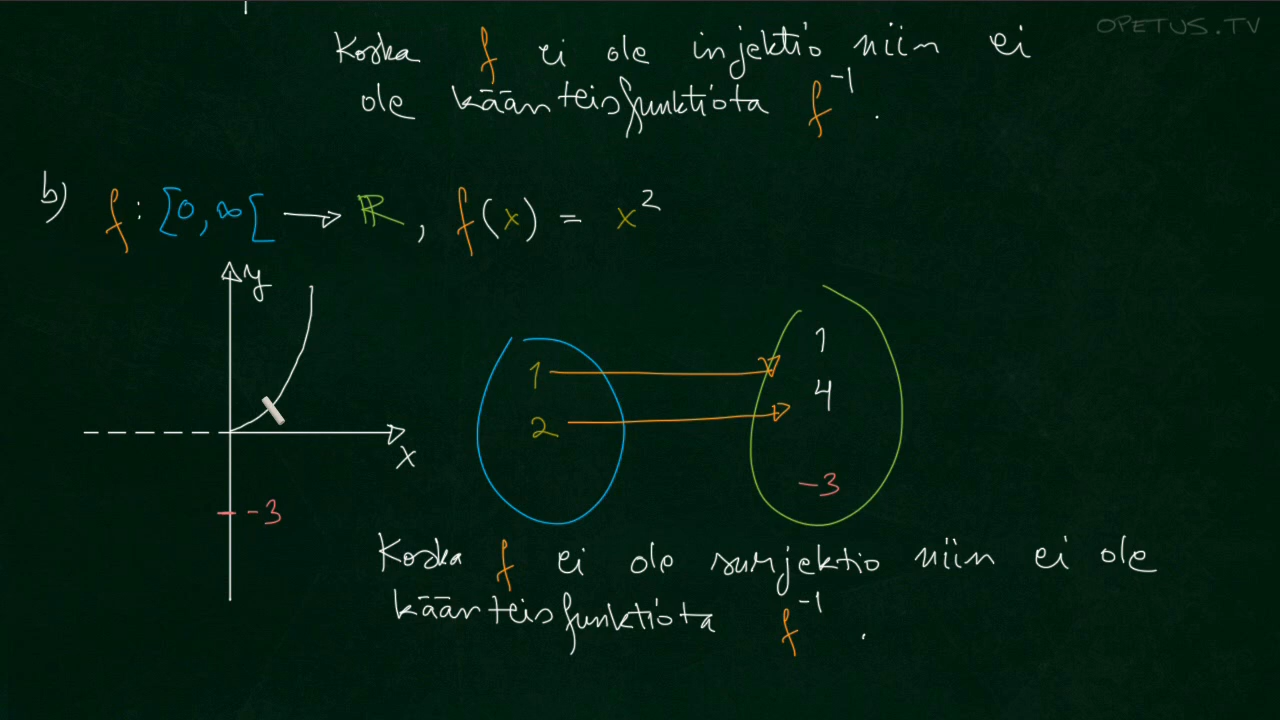 OPETUS.TV
Koska f ei ole injektio niin ei
ole käänteisfunktiota f⁻¹.
b) f: [0,∞[ → ℝ, f(x) = x²
y
x
-3
1
2
1
4
-3
Koska f ei ole surjektio niin ei ole
käänteisfunktiota f⁻¹.